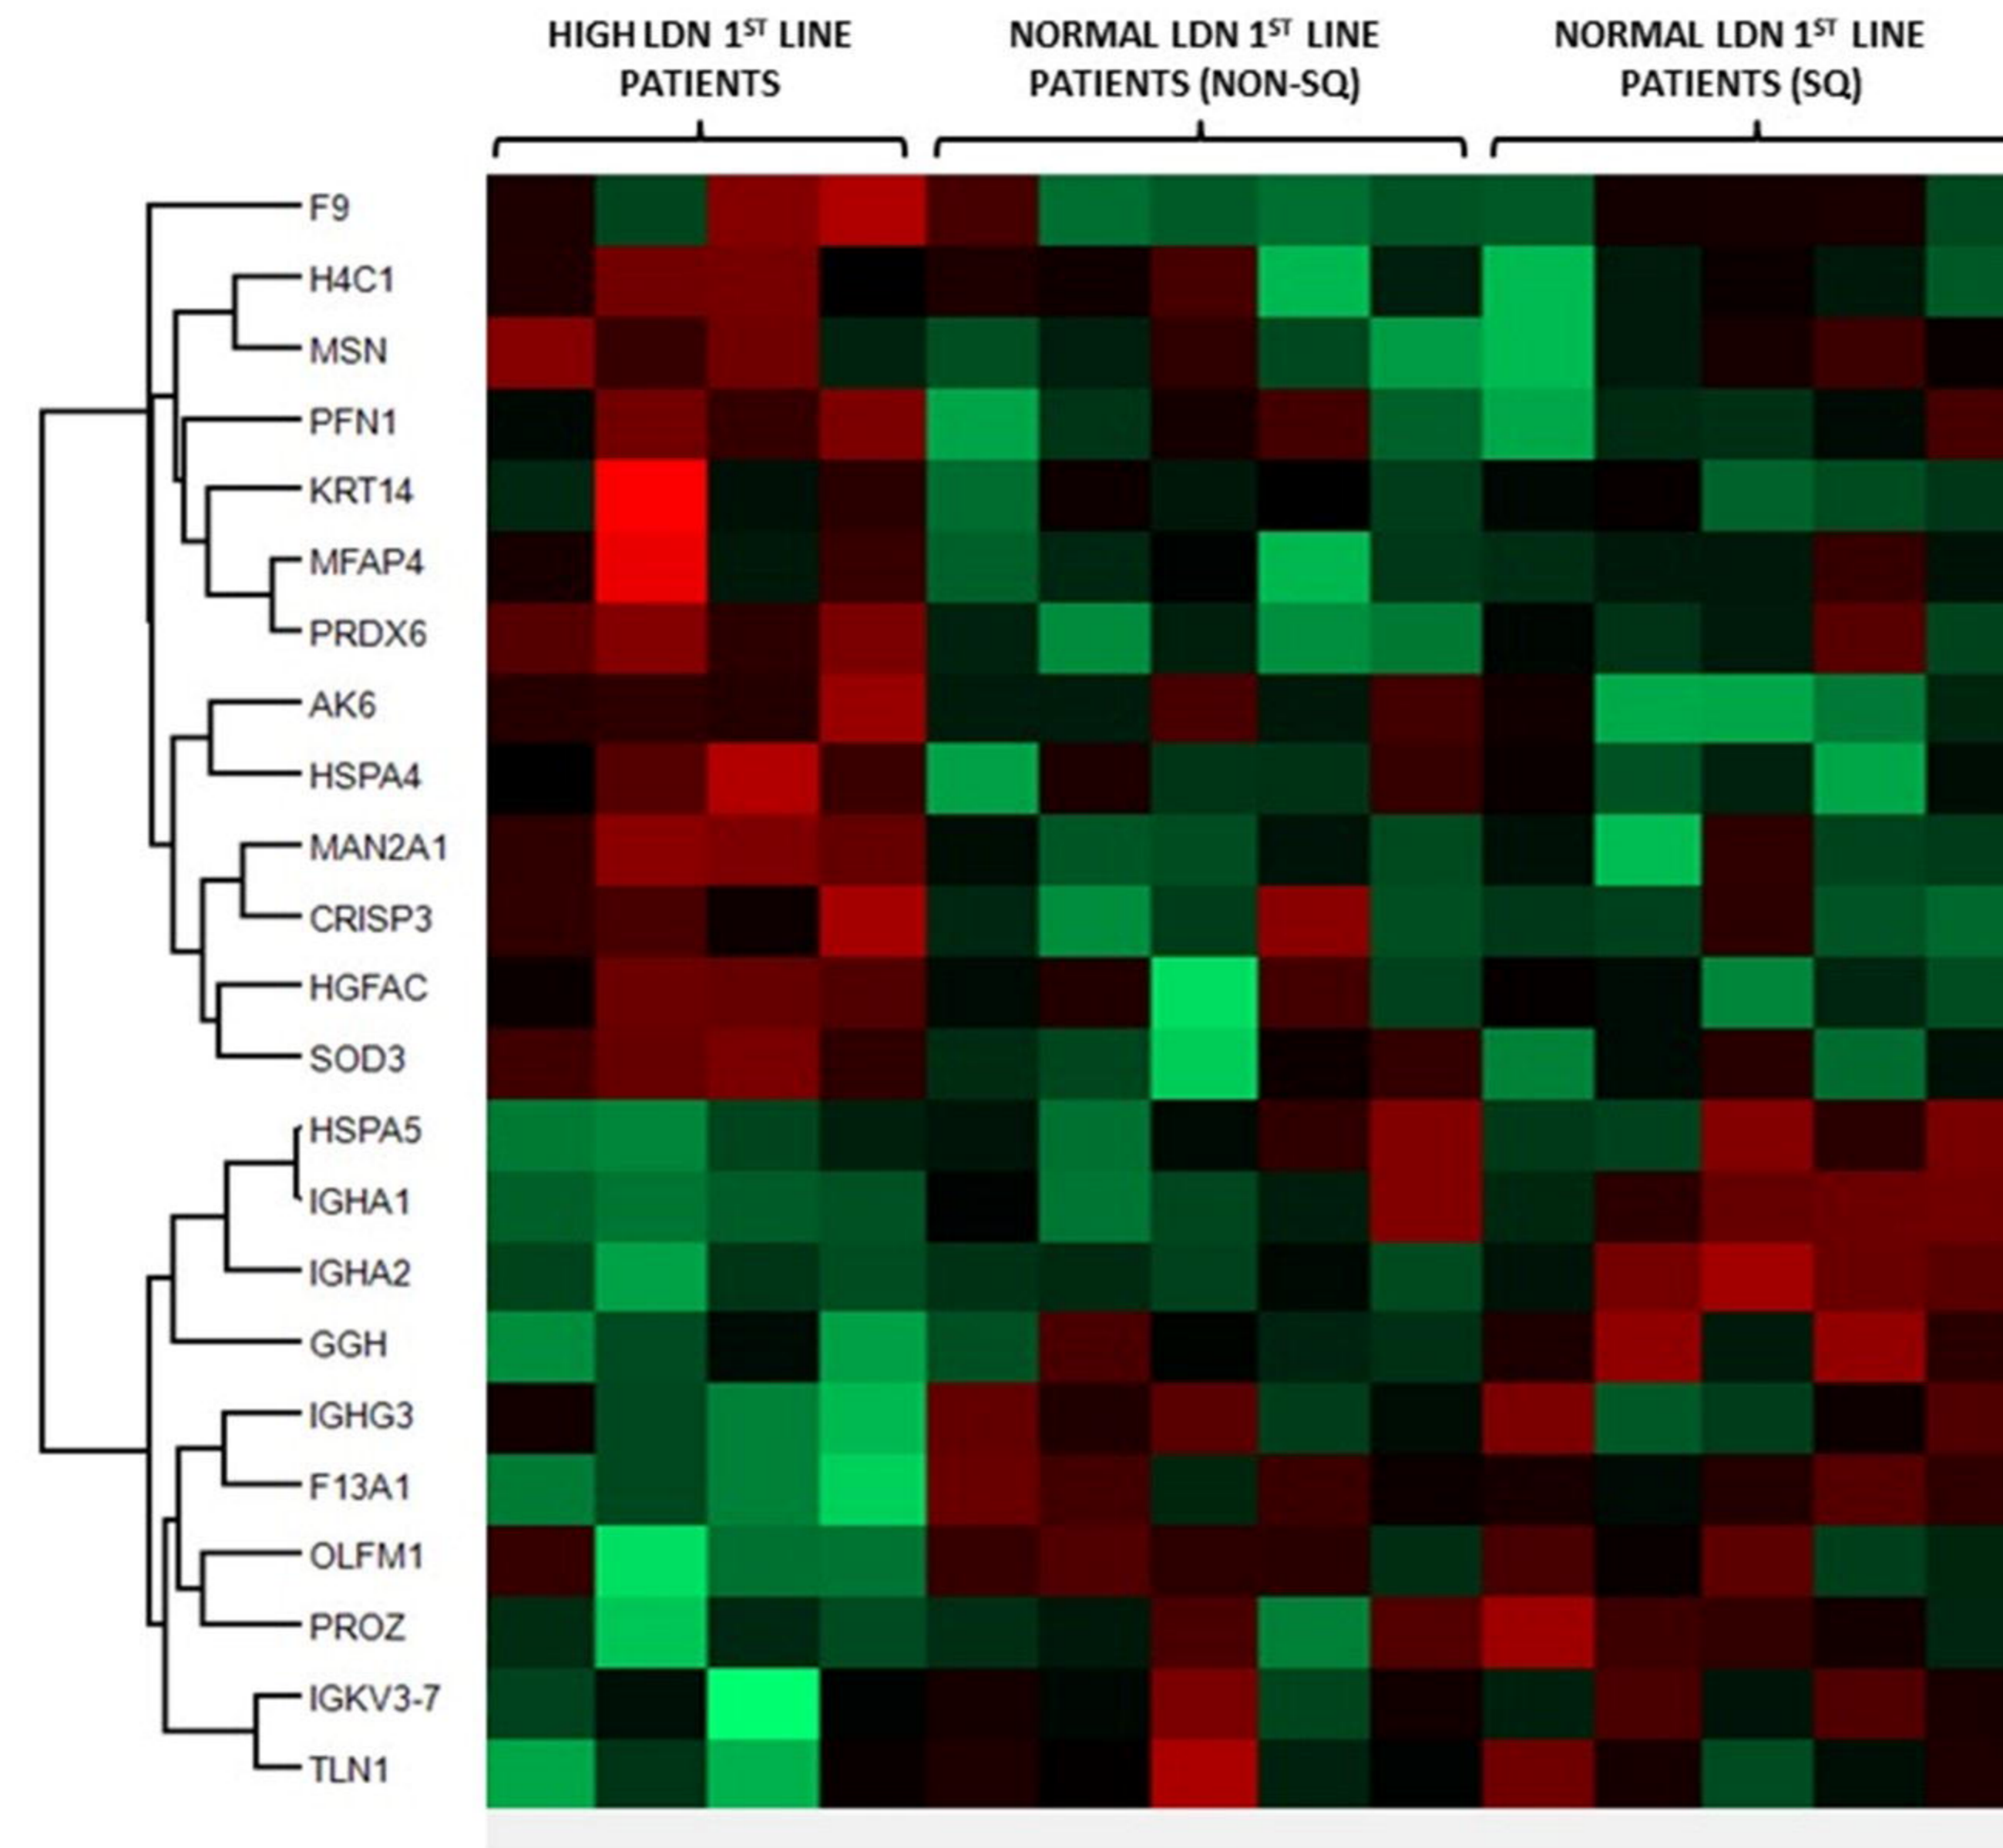 HIGH LDN 1ST LINE
PATIENTS
NORMAL LDN 1ST LINE
PATIENTS (NON-SQ)
NORMAL LDN 1ST LINE
PATIENTS (SQ)
F9
H4C1
MSN
PFN1
KRT14
MFAP4
PRDX6
AK6
HSPA4
MAN2A1
CRISP3
HGFAC
SOD3
HSPA5
IGHA1
IGHA2
GGH
IGHG3
F13A1
OLFM1
PROZ
IGKV3-7
TLN1